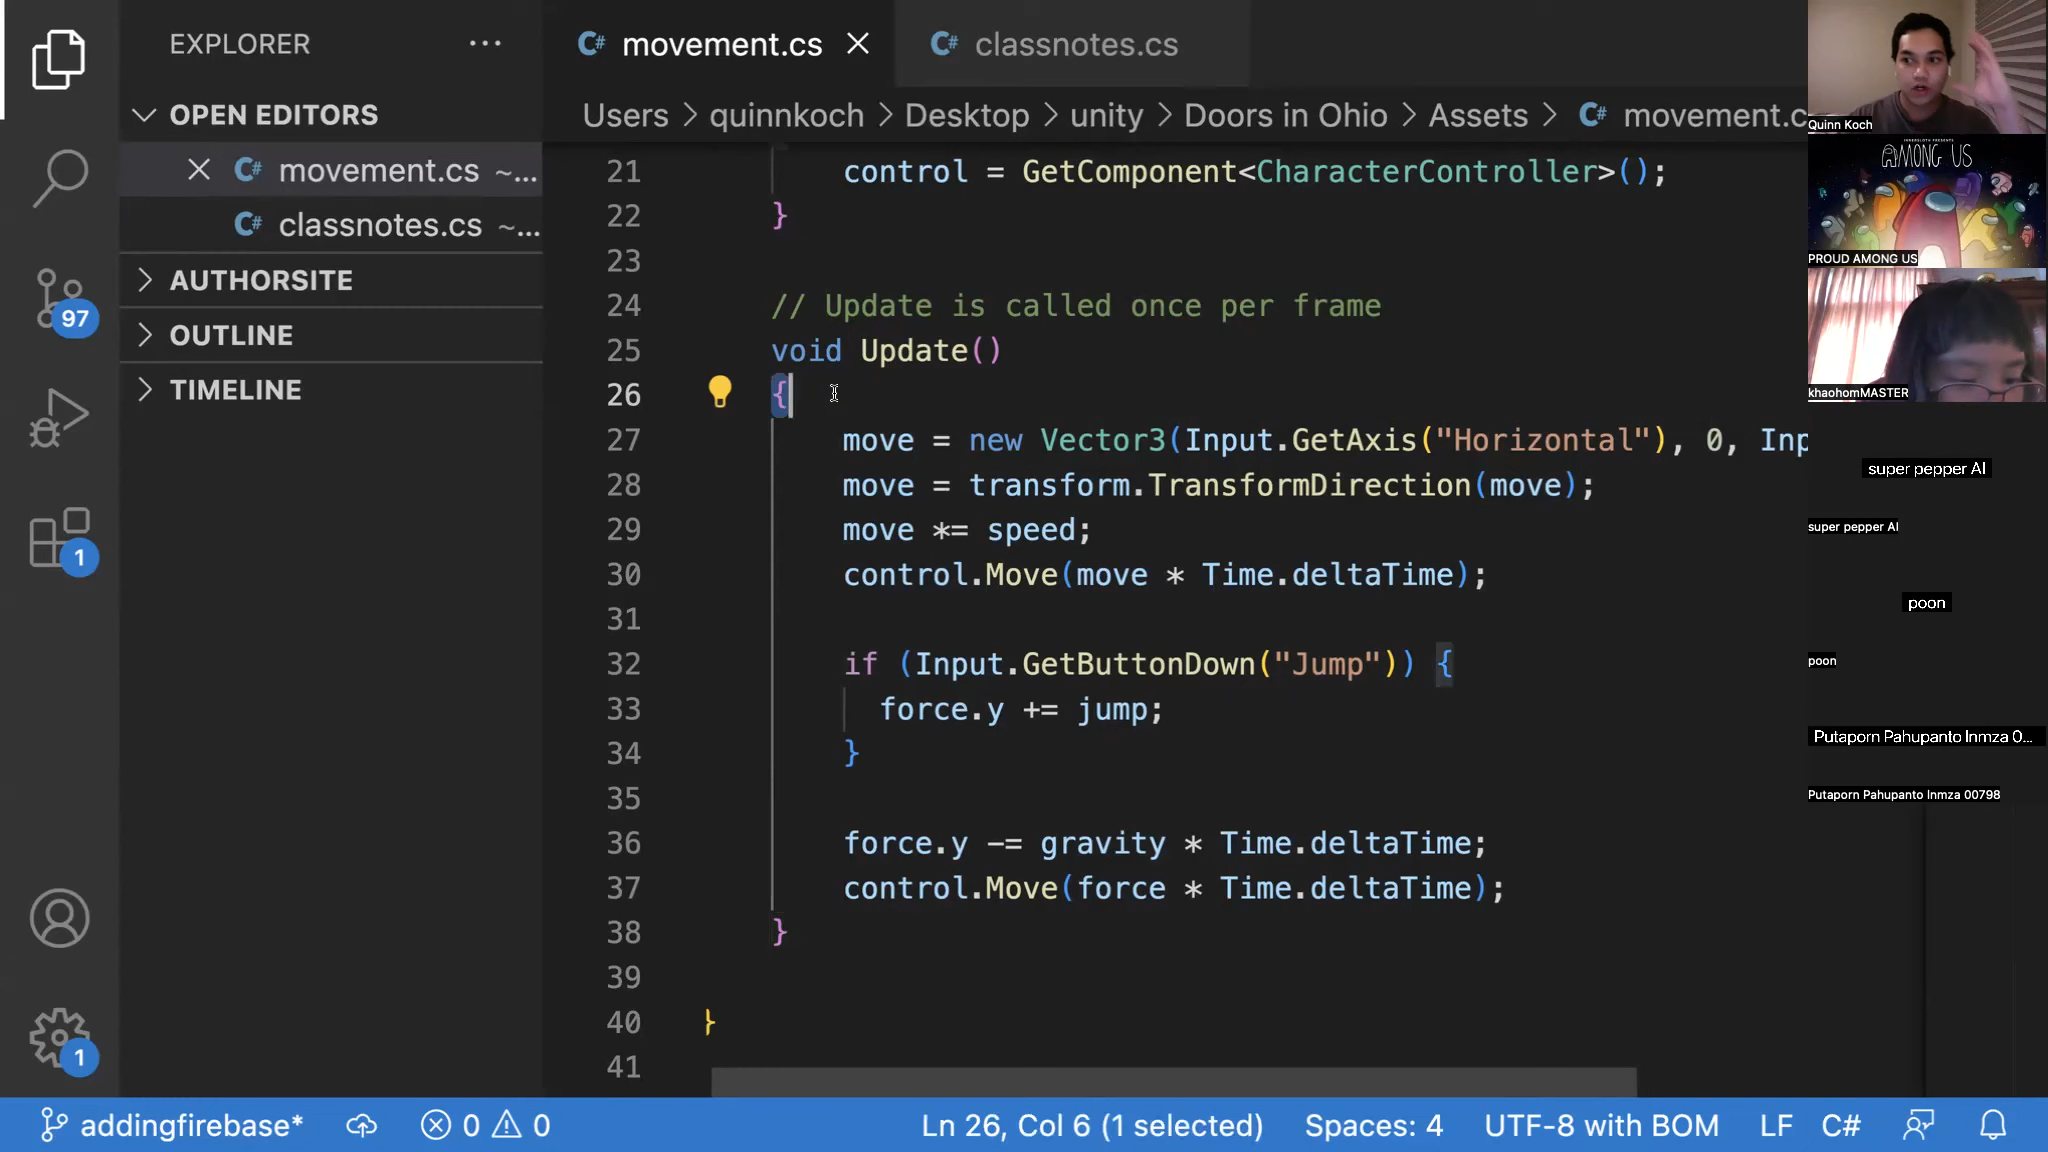 EXPLORER
OPEN EDITORS
movement.cs ~...
classnotes.cs ~...
AUTHORSITE
OUTLINE
TIMELINE
97
1
1
movement.cs
classnotes.cs
Users > quinnkoch > Desktop > unity > Doors in Ohio > Assets > movement.c
21 control = GetComponent<CharacterController>();
22 }
23
24 // Update is called once per frame
25 void Update()
26 {
27 move = new Vector3(Input.GetAxis("Horizontal"), 0, Inp
28 move = transform.TransformDirection(move);
29 move *= speed;
30 control.Move(move * Time.deltaTime);
31
32 if (Input.GetButtonDown("Jump")) {
33 force.y += jump;
34 }
35
36 force.y -= gravity * Time.deltaTime;
37 control.Move(force * Time.deltaTime);
38 }
39
40 }
41
Quinn Koch
INNERSLOTH PRESENTS
AMONG US
PROUD AMONG US
khaohomMASTER
super pepper AI
super pepper AI
poon
poon
Putaporn Pahupanto Inmza 0...
Putaporn Pahupanto Inmza 00798
addingfirebase* 0 0 Ln 26, Col 6 (1 selected) Spaces: 4 UTF-8 with BOM LF C#